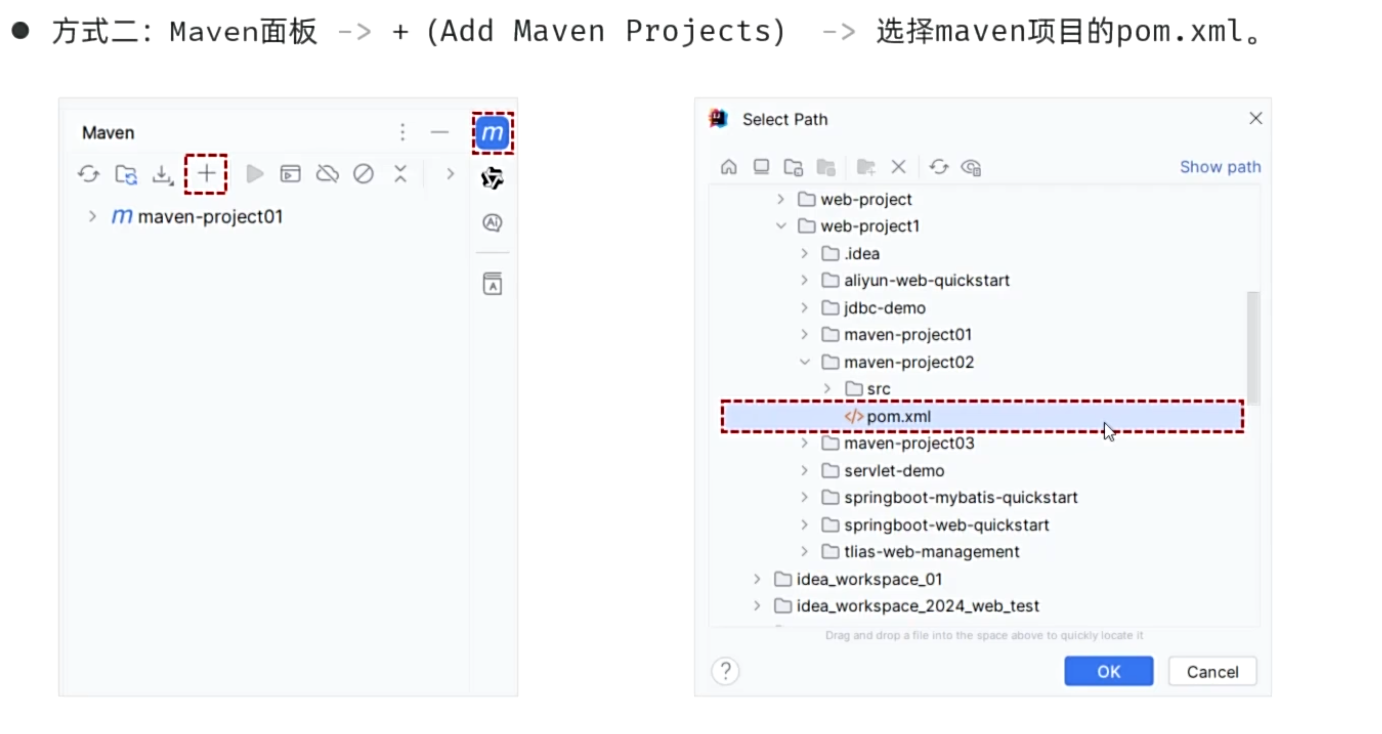 ● 方式二：Maven面板 -> + (Add Maven Projects) -> 选择maven项目的pom.xml。
Maven
m
maven-project01
AI
A
Select Path
Show path
web-project
web-project1
.idea
aliyun-web-quickstart
jdbc-demo
maven-project01
maven-project02
src
</> pom.xml
maven-project03
servlet-demo
springboot-mybatis-quickstart
springboot-web-quickstart
tlias-web-management
idea_workspace_01
idea_workspace_2024_web_test
Drag and drop a file into the space above to quickly locate it
?
OK
Cancel